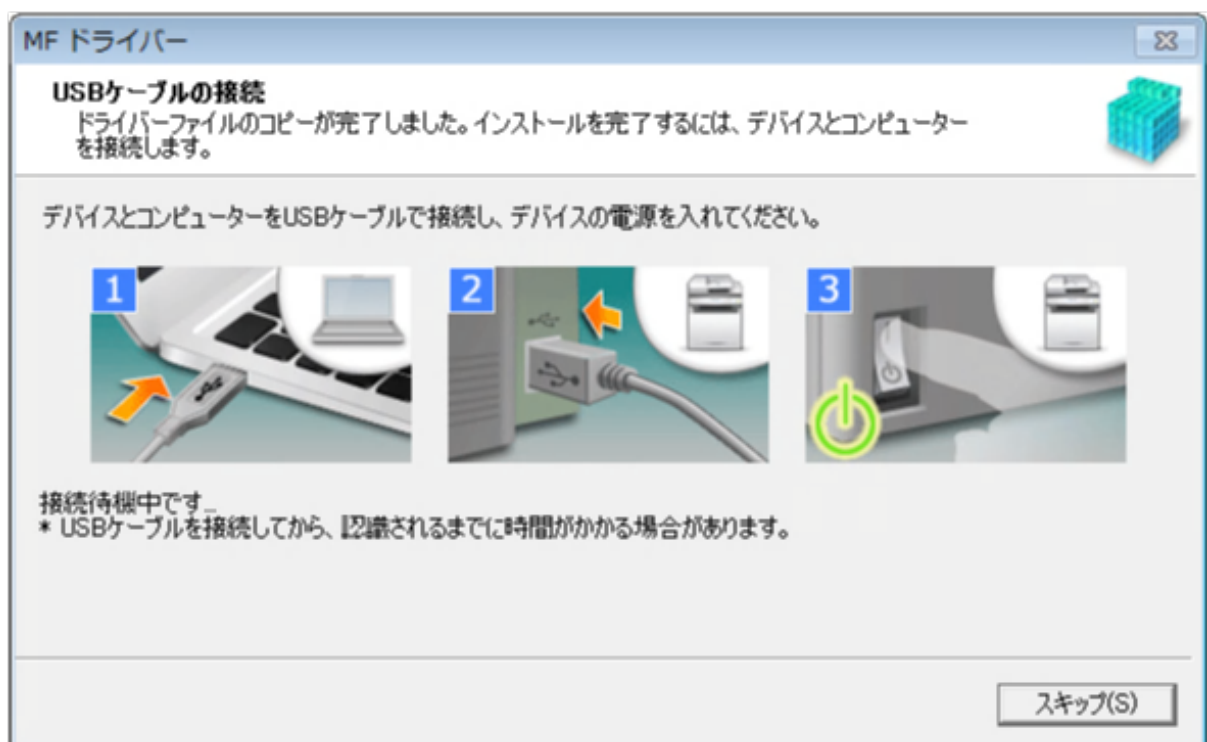 MF ドライバー
USBケーブルの接続
ドライバーファイルのコピーが完了しました。インストールを完了するには、デバイスとコンピューター
を接続します。
デバイスとコンピューターをUSBケーブルで接続し、デバイスの電源を入れてください。
1
2
3
接続待機中です...
* USBケーブルを接続してから、認識されるまでに時間がかかる場合があります。
スキップ(S)